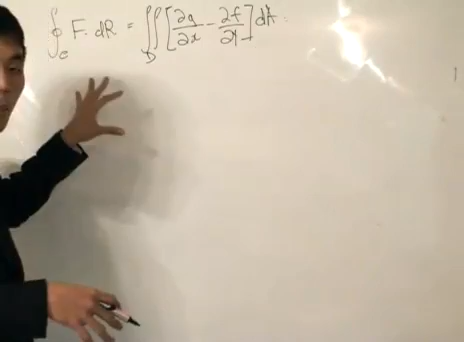 ∮_C F · dR = ∬_D [∂g/∂x − ∂f/∂y] dA